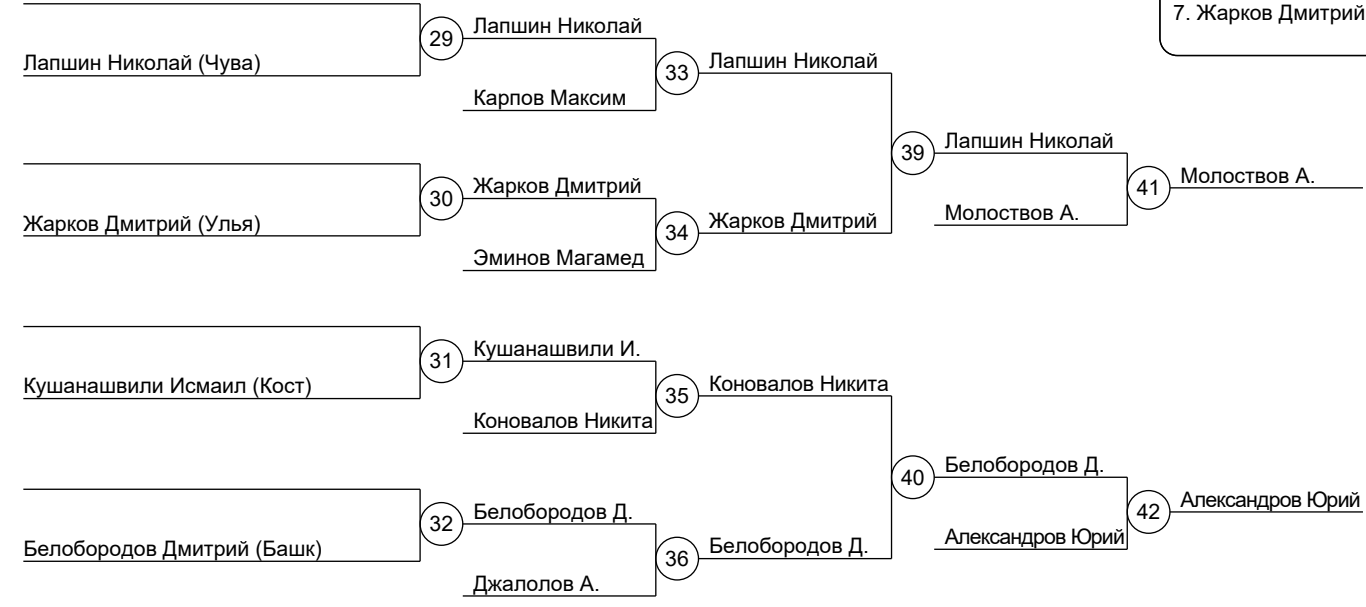 7. Жарков Дмитрий
Лапшин Николай
29
Лапшин Николай (Чува)
Лапшин Николай
33
Карпов Максим
Лапшин Николай
39
Молоствов А.
41
Молоствов А.
Жарков Дмитрий
30
Жарков Дмитрий (Улья)
Жарков Дмитрий
34
Эминов Магамед
Кушанашвили И.
31
Кушанашвили Исмаил (Кост)
Коновалов Никита
35
Коновалов Никита
Белобородов Д.
40
Александров Юрий
42
Александров Юрий
Белобородов Д.
32
Белобородов Дмитрий (Башк)
Белобородов Д.
36
Джалолов А.